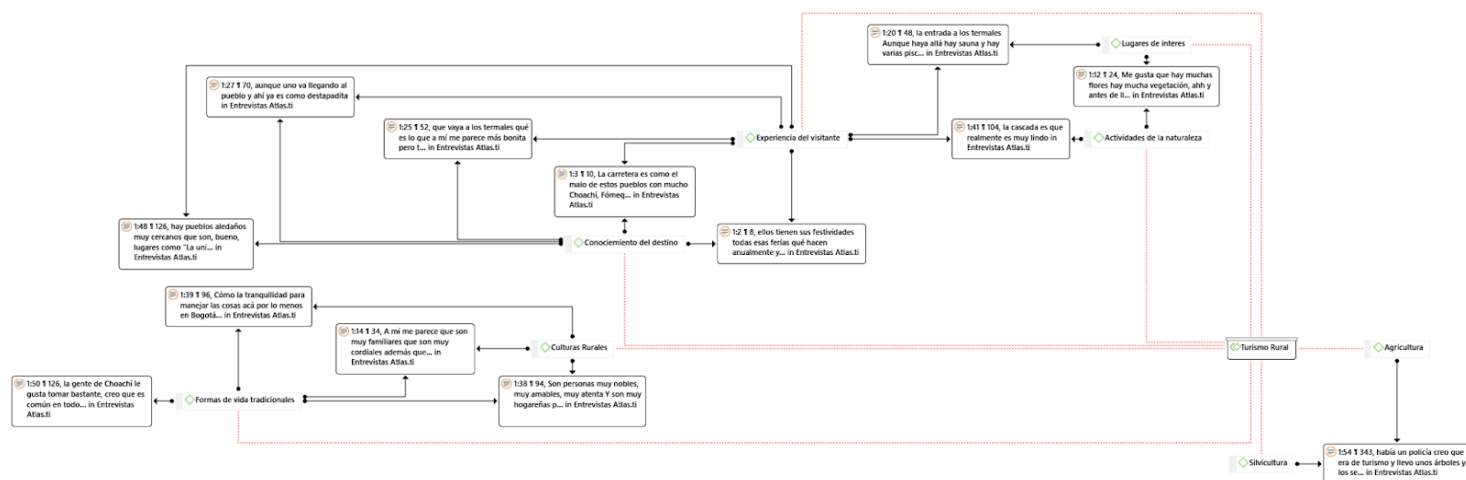 1:20 ¶ 48, la entrada a los termales
Aunque haya allá hay sauna y hay
varias pisc... in Entrevistas Atlas.ti
Lugares de interes
1:12 ¶ 24, Me gusta que hay muchas
flores hay mucha vegetación, ahh y
antes de ll... in Entrevistas Atlas.ti
1:27 ¶ 70, aunque uno va llegando al
pueblo y ahí ya es como destapadita
in Entrevistas Atlas.ti
1:25 ¶ 52, que vaya a los termales qué
es lo que a mí me parece más bonita
pero t... in Entrevistas Atlas.ti
Experiencia del visitante
1:41 ¶ 104, la cascada es que
realmente es muy lindo in
Entrevistas Atlas.ti
Actividades de la naturaleza
1:3 ¶ 10, La carretera es como el
malo de estos pueblos con mucho
Choachí, Fómeq... in Entrevistas
Atlas.ti
1:48 ¶ 126, hay pueblos aledaños
muy cercanos que son, bueno,
lugares como "La uní... in
Entrevistas Atlas.ti
Conociemiento del destino
1:2 ¶ 8, ellos tienen sus festividades
todas esas ferias qué hacen
anualmente y... in Entrevistas
Atlas.ti
1:39 ¶ 96, Cómo la tranquilidad para
manejar las cosas acá por lo menos
en Bogotá... in Entrevistas Atlas.ti
1:14 ¶ 34, A mí me parece que son
muy familiares que son muy
cordiales además que... in
Entrevistas Atlas.ti
Culturas Rurales
Turismo Rural
Agricultura
1:50 ¶ 126, la gente de Choachí le
gusta tomar bastante, creo que es
común en todo... in Entrevistas
Atlas.ti
Formas de vida tradicionales
1:38 ¶ 94, Son personas muy nobles,
muy amables, muy atenta Y son muy
hogareñas p... in Entrevistas
Atlas.ti
Silvicultura
1:54 ¶ 343, había un policía creo que
era de turismo y llevo unos árboles y
los se... in Entrevistas Atlas.ti